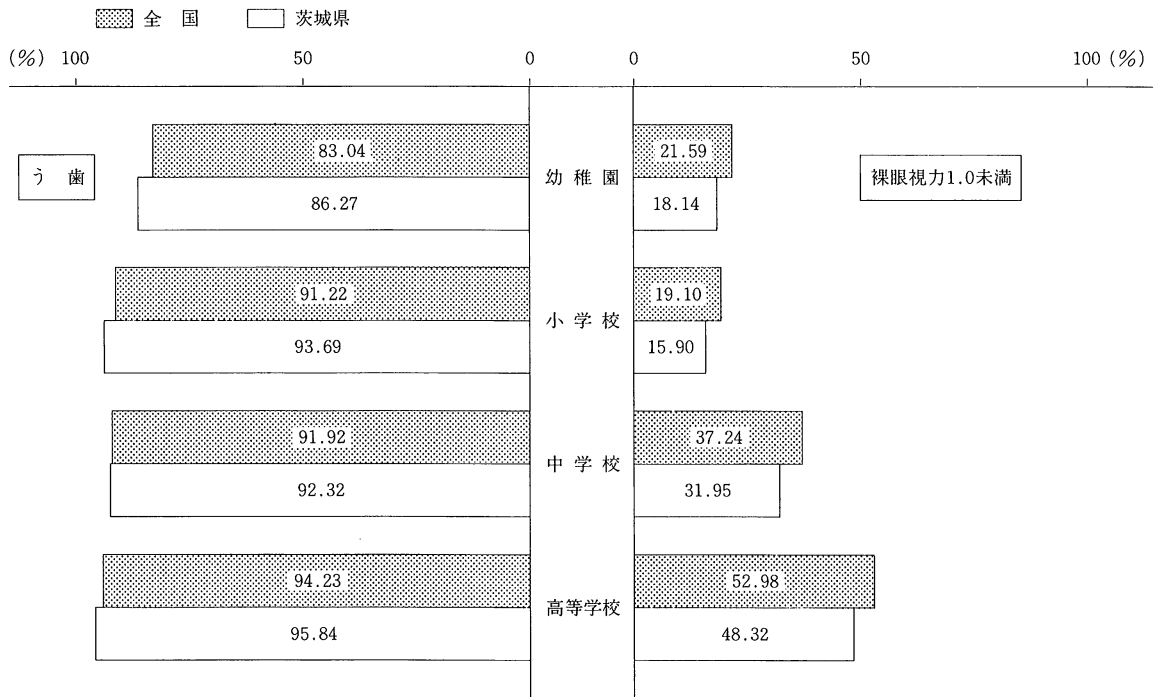 全国 茨城県
(%) 100 50 0 0 50 100 (%)
83.04 21.59
う歯 幼稚園 裸眼視力1.0未満
86.27 18.14
91.22 19.10
小学校
93.69 15.90
91.92 37.24
中学校
92.32 31.95
94.23 52.98
高等学校
95.84 48.32